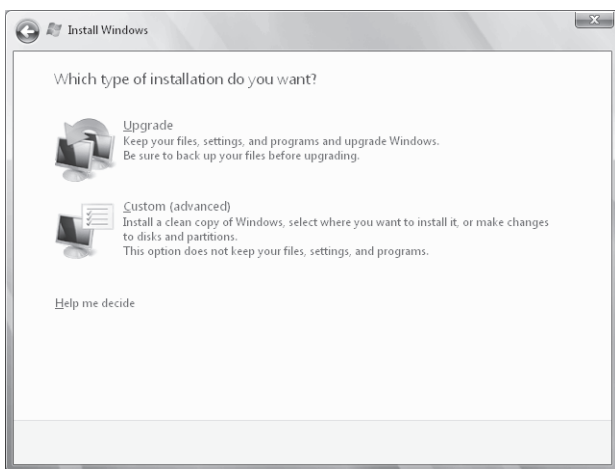 Install Windows
Which type of installation do you want?
Upgrade
Keep your files, settings, and programs and upgrade Windows.
Be sure to back up your files before upgrading.
Custom (advanced)
Install a clean copy of Windows, select where you want to install it, or make changes
to disks and partitions.
This option does not keep your files, settings, and programs.
Help me decide